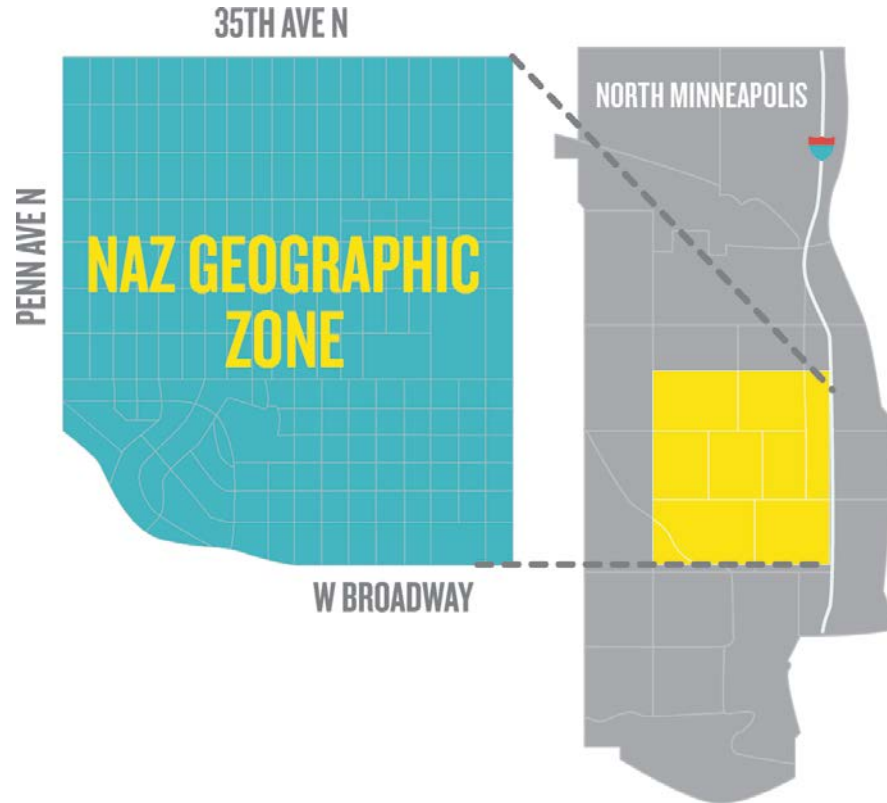 35TH AVE N
NORTH MINNEAPOLIS
PENN AVE N
NAZ GEOGRAPHIC
ZONE
W BROADWAY